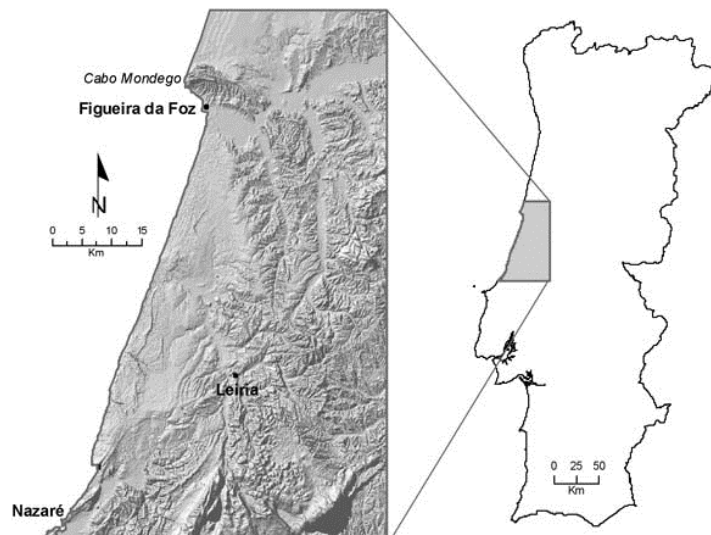 Cabo Mondego
Figueira da Foz
N
0 5 10 15
Km
Leiria
Nazaré
0 25 50
Km